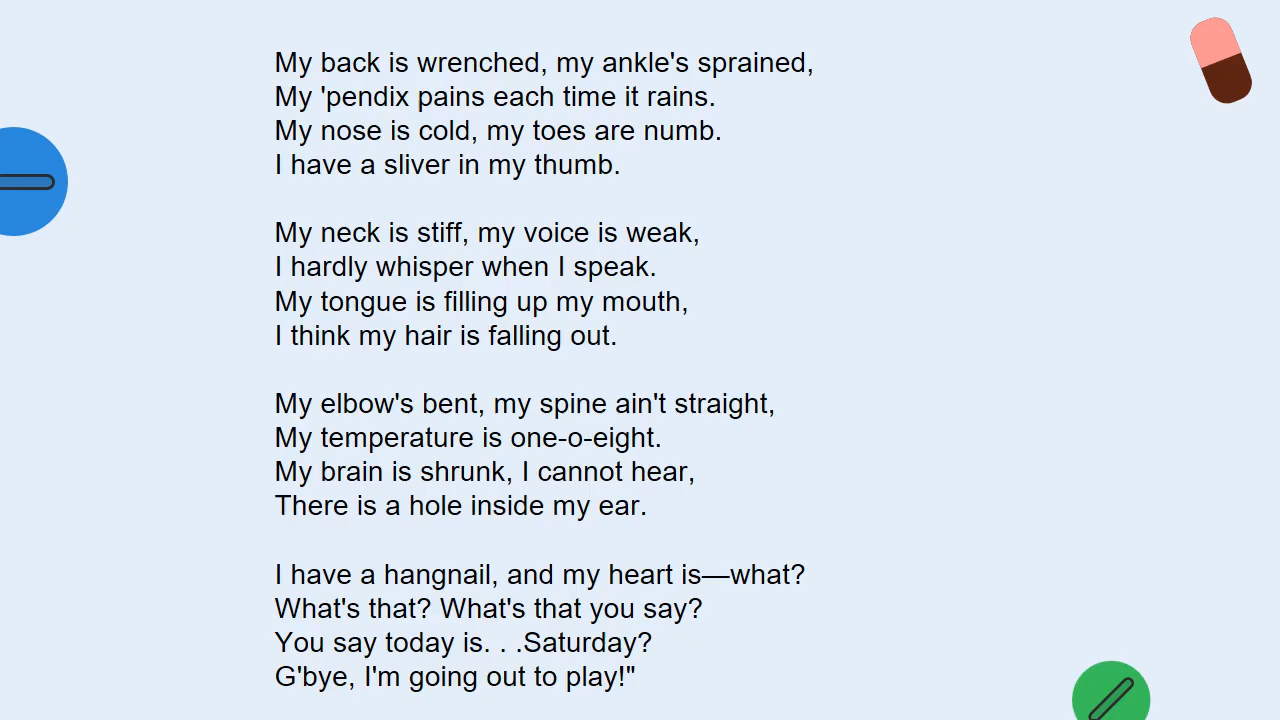 My back is wrenched, my ankle's sprained,
My 'pendix pains each time it rains.
My nose is cold, my toes are numb.
I have a sliver in my thumb.
My neck is stiff, my voice is weak,
I hardly whisper when I speak.
My tongue is filling up my mouth,
I think my hair is falling out.
My elbow's bent, my spine ain't straight,
My temperature is one-o-eight.
My brain is shrunk, I cannot hear,
There is a hole inside my ear.
I have a hangnail, and my heart is—what?
What's that? What's that you say?
You say today is. . .Saturday?
G'bye, I'm going out to play!"